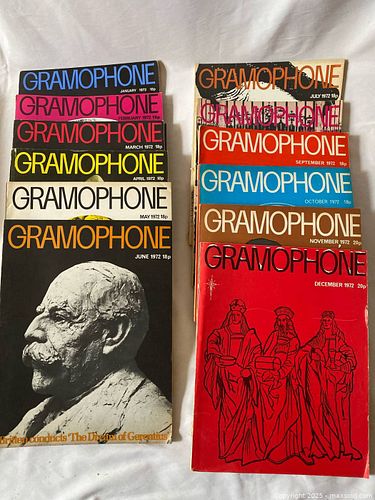 GRAMOPHONE
JANUARY 1972 18p
GRAMOPHONE
FEBRUARY 1972 18p
GRAMOPHONE
MARCH 1972 18p
GRAMOPHONE
APRIL 1972 18p
GRAMOPHONE
MAY 1972 18p
GRAMOPHONE
JUNE 1972 18p
Britten conducts 'The Dream of Gerontius'
GRAMOPHONE
JULY 1972 18p
GRAMOPHONE
GRAMOPHONE
SEPTEMBER 1972 18p
GRAMOPHONE
OCTOBER 1972
GRAMOPHONE
NOVEMBER 1972 20p
GRAMOPHONE
DECEMBER 1972 20p